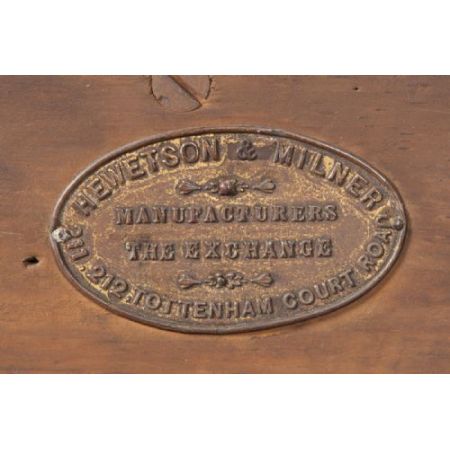 HEWETSON & MILNER
MANUFACTURERS
THE EXCHANGE
211, 212, TOTTENHAM COURT ROAD